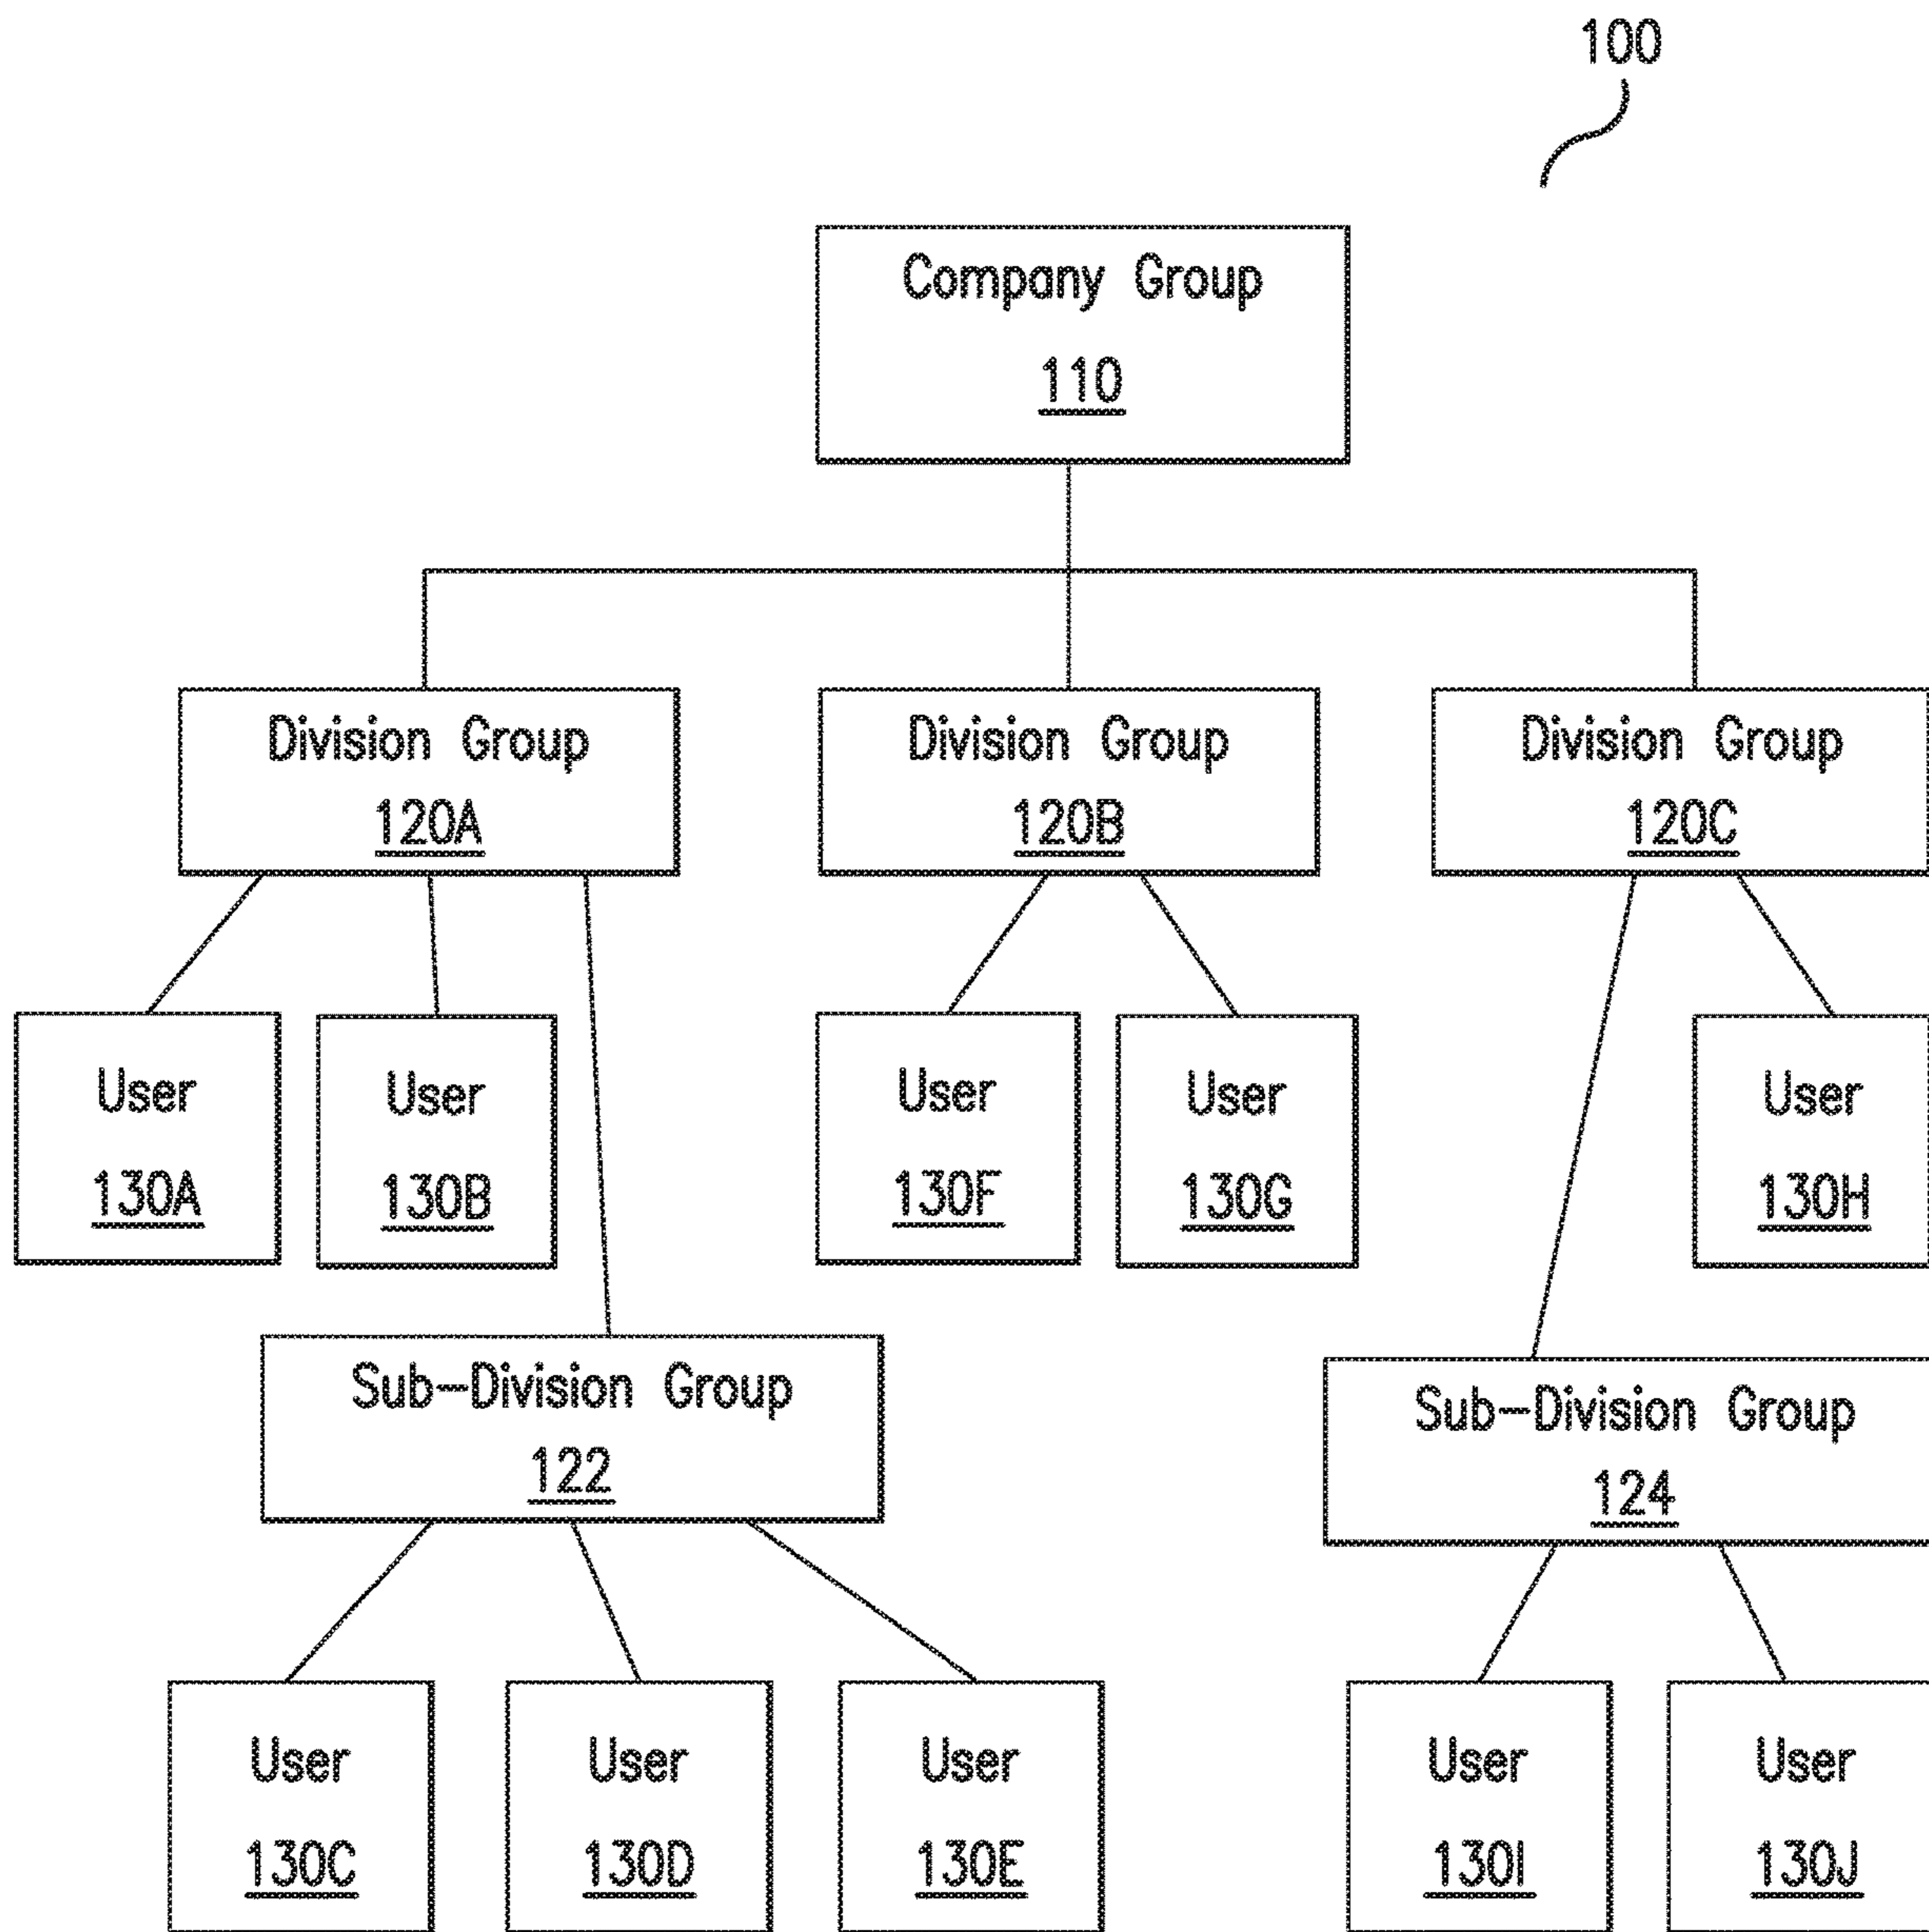 100
Company Group
110
Division Group
120A
Division Group
120B
Division Group
120C
User
130A
User
130B
User
130F
User
130G
User
130H
Sub-Division Group
122
Sub-Division Group
124
User
130C
User
130D
User
130E
User
130I
User
130J